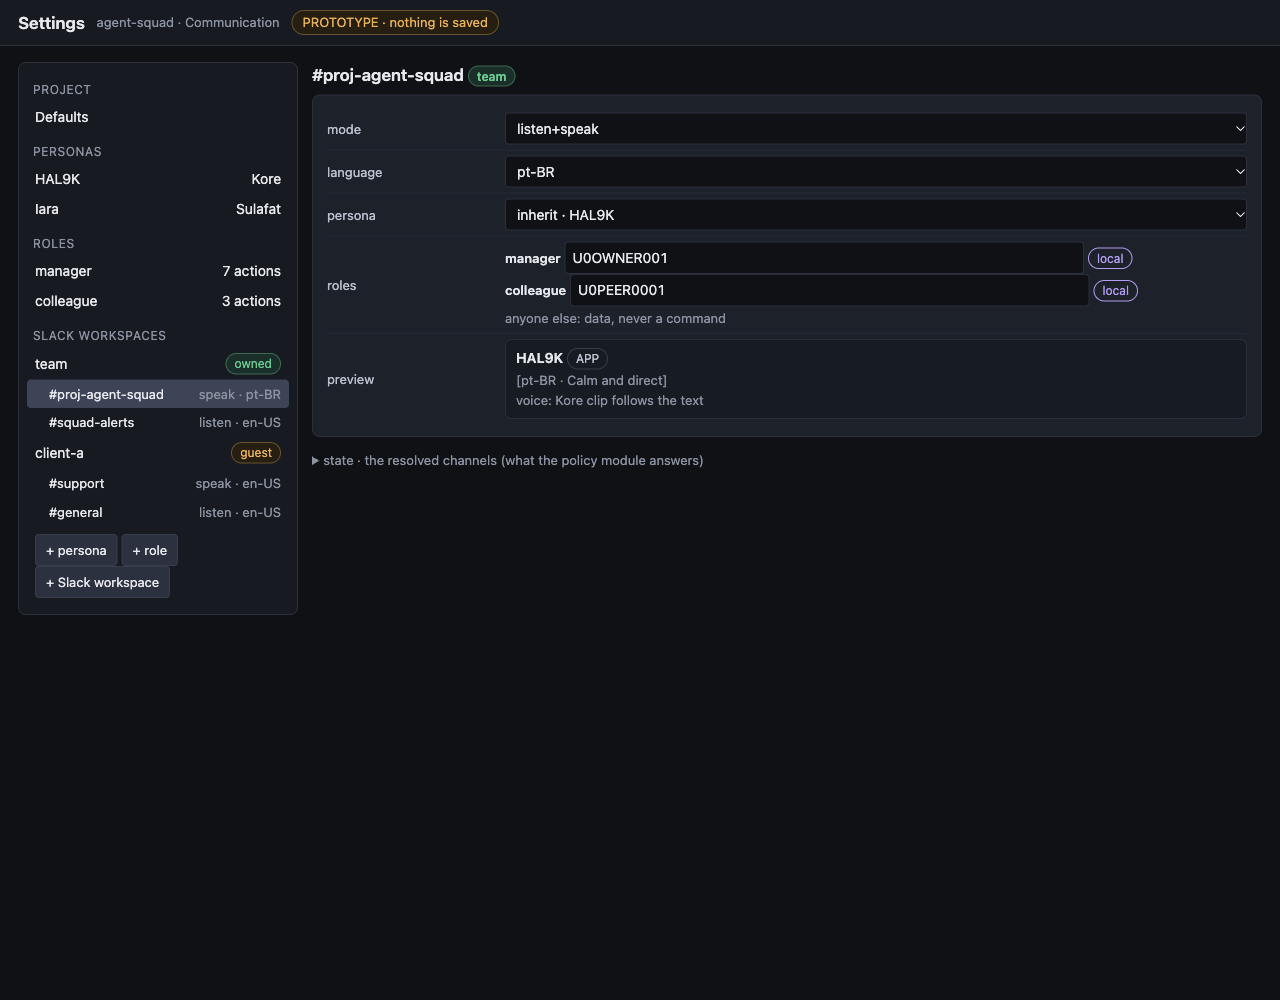 Settings agent-squad · Communication PROTOTYPE · nothing is saved
PROJECT
Defaults
PERSONAS
HAL9K Kore
Iara Sulafat
ROLES
manager 7 actions
colleague 3 actions
SLACK WORKSPACES
team owned
#proj-agent-squad speak · pt-BR
#squad-alerts listen · en-US
client-a guest
#support speak · en-US
#general listen · en-US
+ persona + role
+ Slack workspace
#proj-agent-squad team
mode listen+speak
language pt-BR
persona inherit · HAL9K
roles
manager U0OWNER001 local
colleague U0PEER0001 local
anyone else: data, never a command
preview
HAL9K APP
[pt-BR · Calm and direct]
voice: Kore clip follows the text
state · the resolved channels (what the policy module answers)